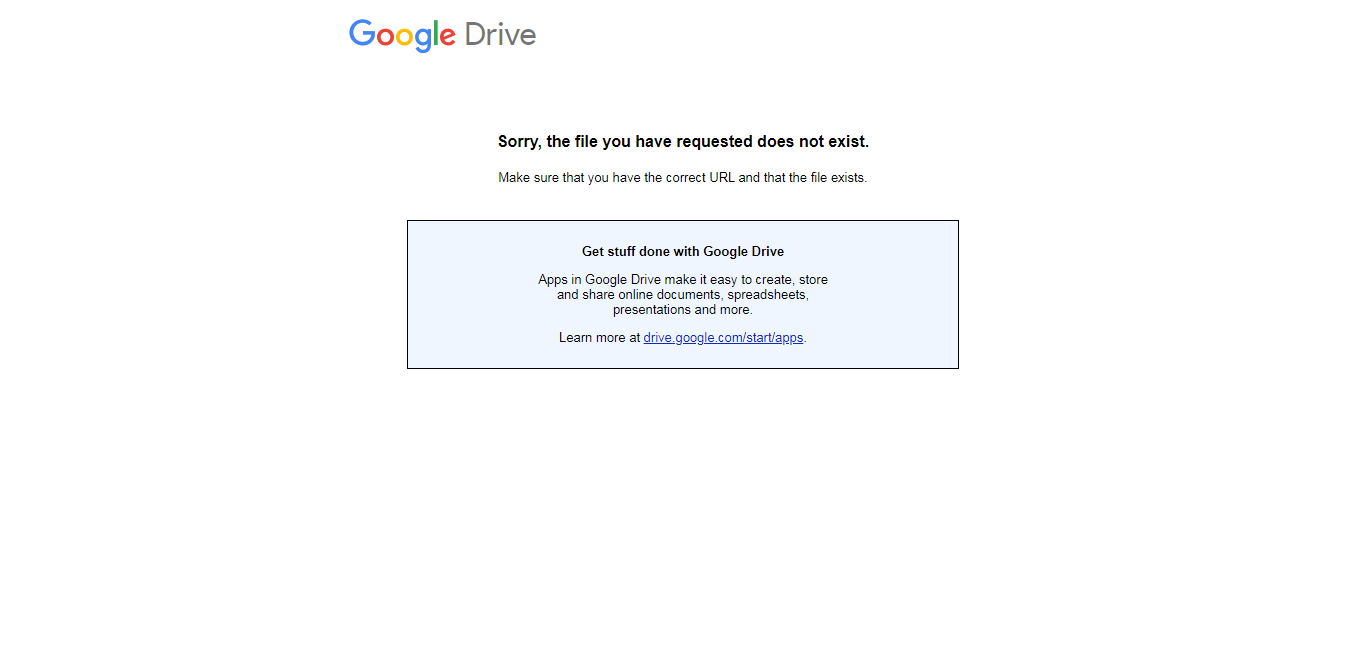 Google Drive
Sorry, the file you have requested does not exist.
Make sure that you have the correct URL and that the file exists.
Get stuff done with Google Drive
Apps in Google Drive make it easy to create, store
and share online documents, spreadsheets,
presentations and more.
Learn more at drive.google.com/start/apps.